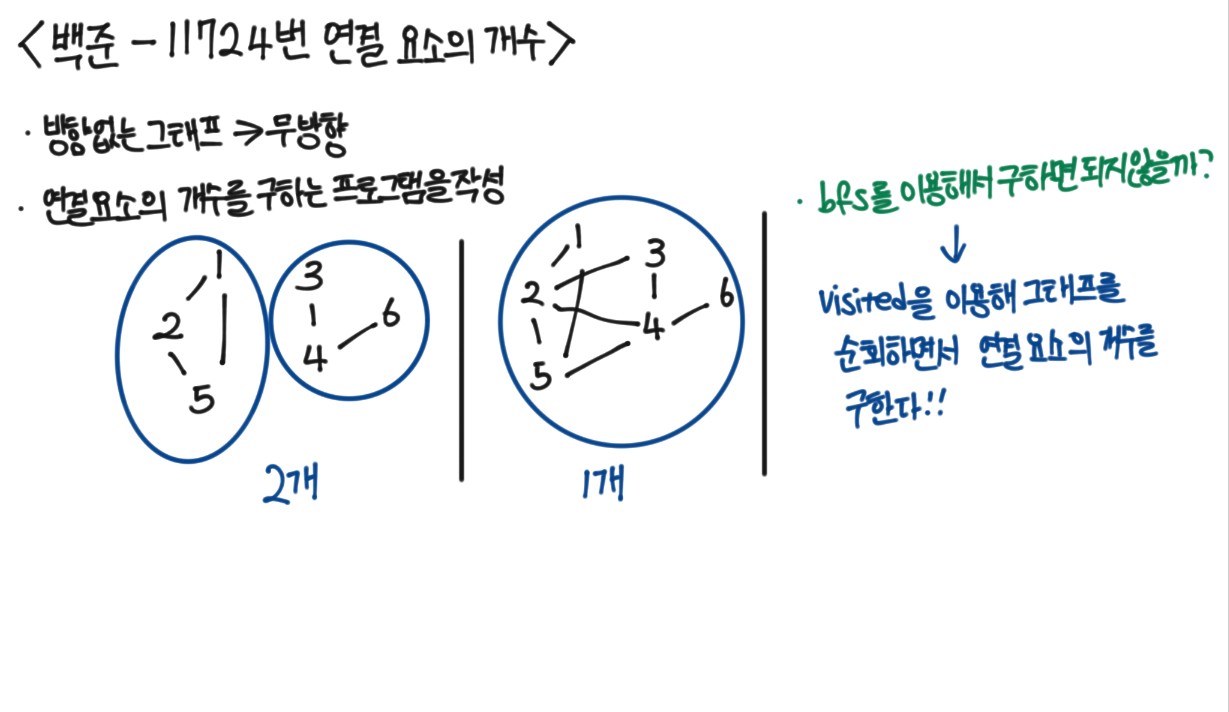 <백준 - 11724번 연결 요소의 개수>
· 방향없는 그래프 → 무방향
· 연결요소의 개수를 구하는 프로그램을 작성
1
2
5
3
4
6
2개
1
2
3
4
5
6
1개
· bfs를 이용해서 구하면 되지않을까?
↓
visited을 이용해 그래프를
순회하면서 연결 요소의 개수를
구한다!!